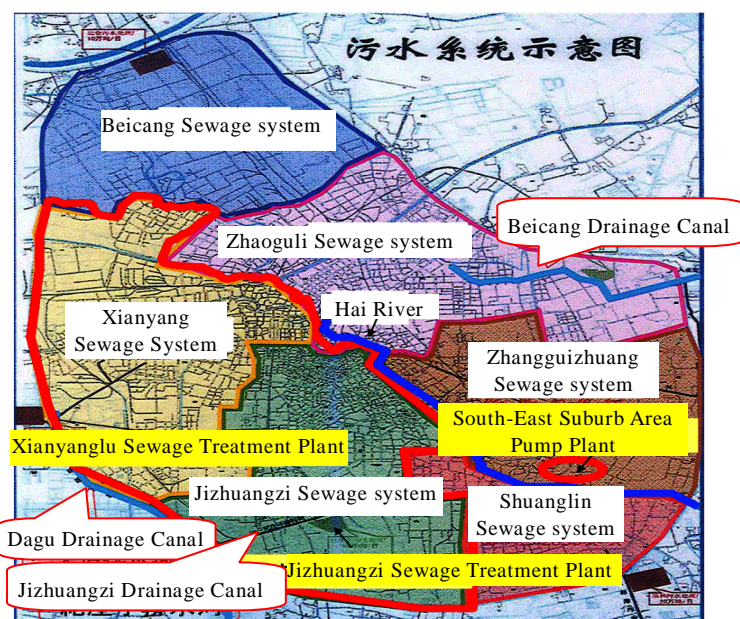 污水系统示意图
Beicang Sewage system
Beicang Drainage Canal
Zhaoguli Sewage system
Hai River
Xianyang
Sewage System
Zhangguizhuang
Sewage system
South-East Suburb Area
Pump Plant
Xianyanglu Sewage Treatment Plant
Jizhuangzi Sewage system
Shuanglin
Sewage system
Dagu Drainage Canal
Jizhuangzi Sewage Treatment Plant
Jizhuangzi Drainage Canal